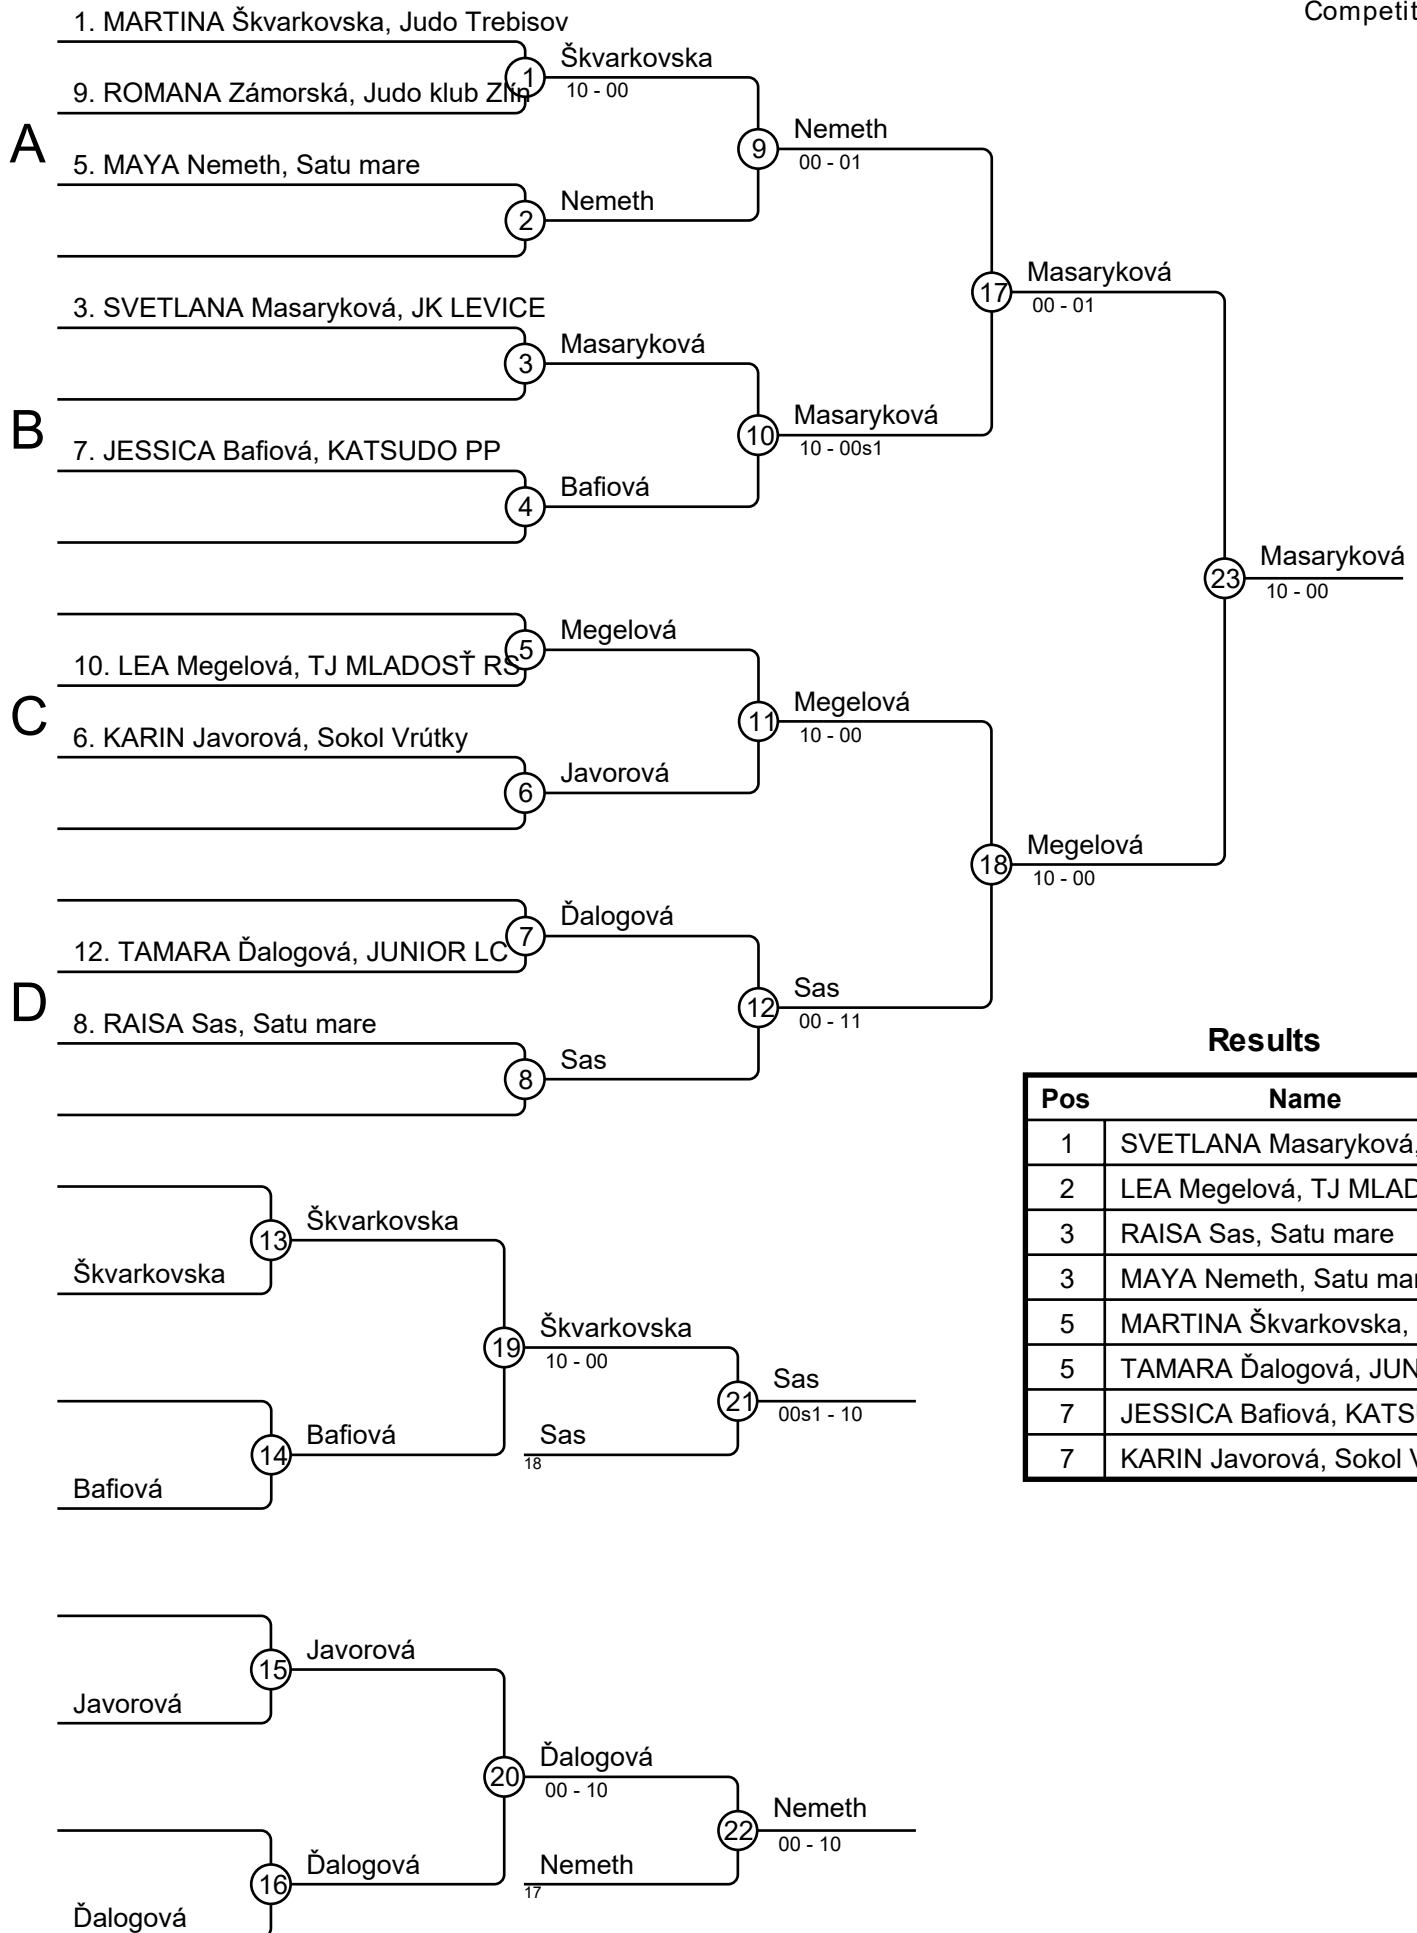 Competit
1. MARTINA Škvarkovska, Judo Trebisov
1
Škvarkovska
10 - 00
9. ROMANA Zámorská, Judo klub Zlín
A
9
Nemeth
00 - 01
5. MAYA Nemeth, Satu mare
2
Nemeth
17
Masaryková
00 - 01
3. SVETLANA Masaryková, JK LEVICE
3
Masaryková
B
10
Masaryková
10 - 00s1
7. JESSICA Bafiová, KATSUDO PP
4
Bafiová
23
Masaryková
10 - 00
5
Megelová
10. LEA Megelová, TJ MLADOSŤ RS
C
11
Megelová
10 - 00
6. KARIN Javorová, Sokol Vrútky
6
Javorová
18
Megelová
10 - 00
7
Ďalogová
12. TAMARA Ďalogová, JUNIOR LC
D
12
Sas
00 - 11
8. RAISA Sas, Satu mare
8
Sas
Results
Pos Name
1 SVETLANA Masaryková,
2 LEA Megelová, TJ MLAD
3 RAISA Sas, Satu mare
3 MAYA Nemeth, Satu mar
5 MARTINA Škvarkovska,
5 TAMARA Ďalogová, JUN
7 JESSICA Bafiová, KATSU
7 KARIN Javorová, Sokol V
13
Škvarkovska
Škvarkovska
19
Škvarkovska
10 - 00
21
Sas
00s1 - 10
14
Bafiová
Sas
18
Bafiová
15
Javorová
Javorová
20
Ďalogová
00 - 10
22
Nemeth
00 - 10
16
Ďalogová
Nemeth
17
Ďalogová